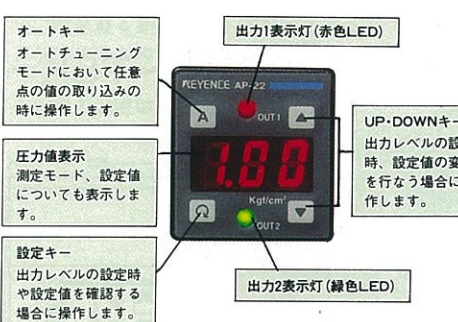 オートキー
オートチューニング
モードにおいて任意
点の値の取り込みの
時に操作します。
出力1表示灯(赤色LED)
KEYENCE AP-22
A
OUT1
圧力値表示
測定モード、設定値
についても表示しま
す。
1.00
Kgf/cm²
OUT2
UP・DOWNキー
出力レベルの設
時、設定値の変
を行なう場合に
作します。
設定キー
出力レベルの設定時
や設定値を確認する
場合に操作します。
出力2表示灯(緑色LED)